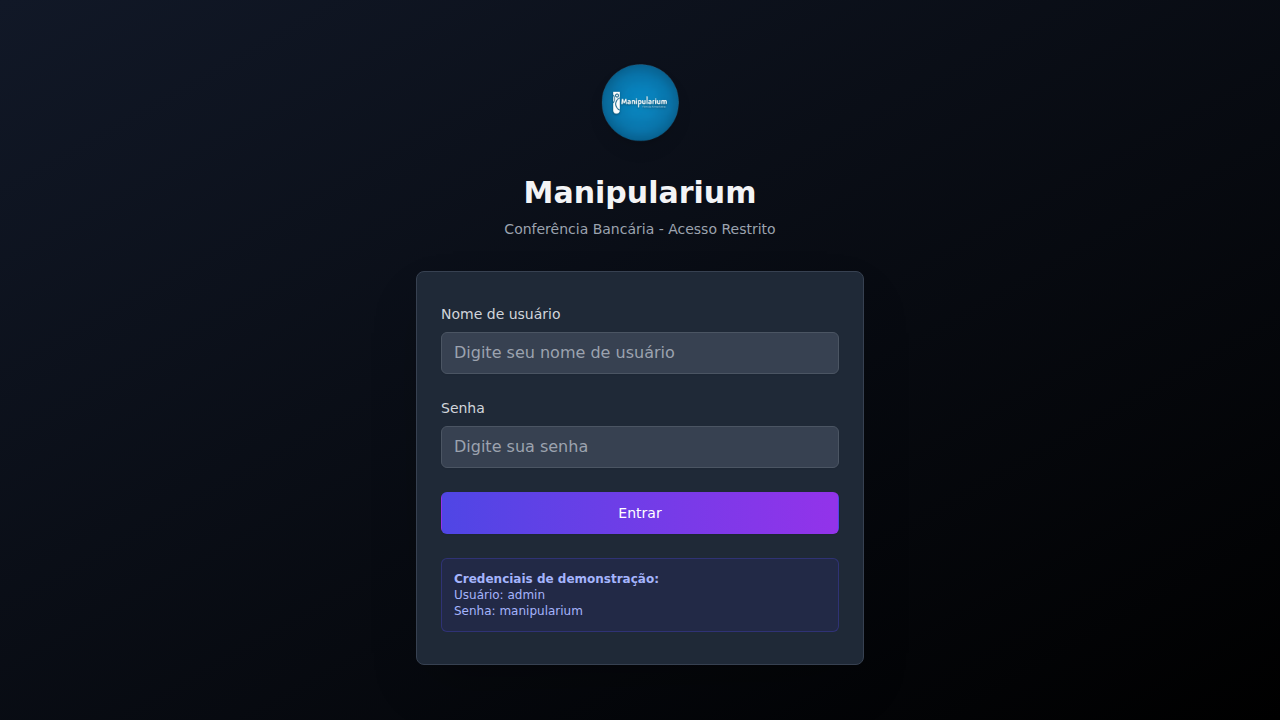 Manipularium
Manipularium
Conferência Bancária - Acesso Restrito
Nome de usuário
Digite seu nome de usuário
Senha
Digite sua senha
Entrar
Credenciais de demonstração:
Usuário: admin
Senha: manipularium